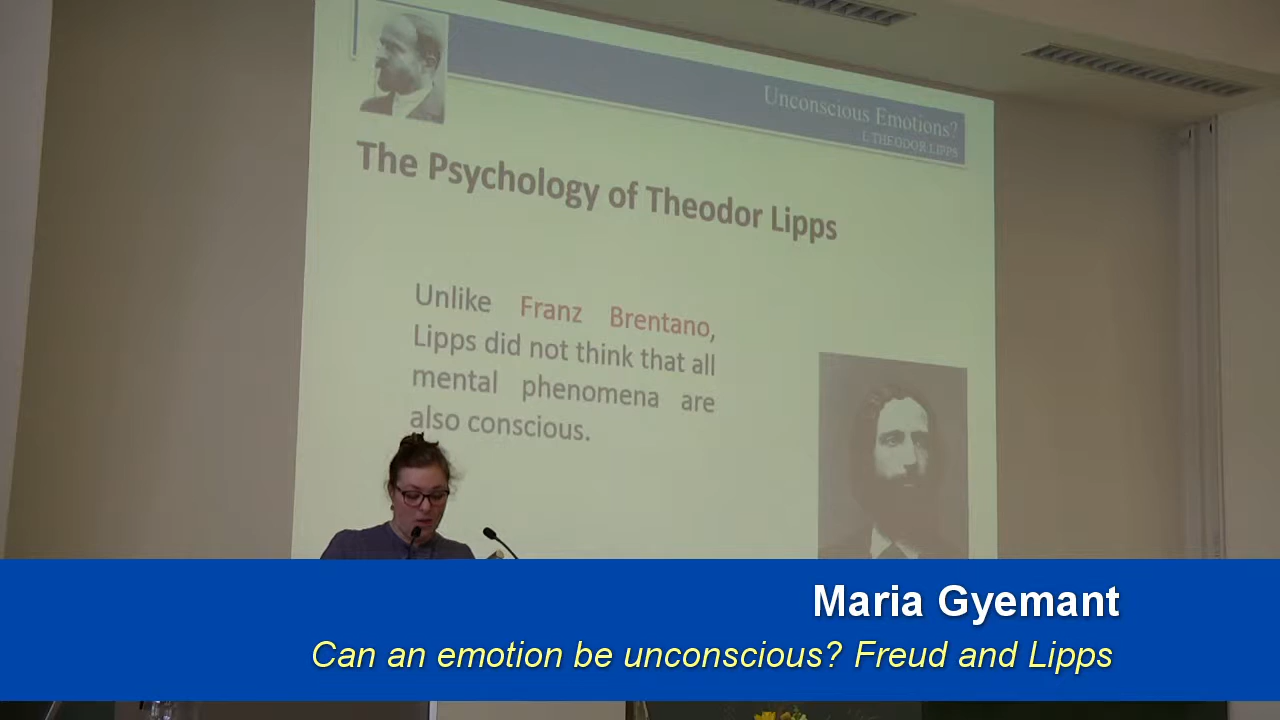 Unconscious Emotions?
I. THEODOR LIPPS
The Psychology of Theodor Lipps
Unlike Franz Brentano,
Lipps did not think that all
mental phenomena are
also conscious.
Maria Gyemant
Can an emotion be unconscious? Freud and Lipps